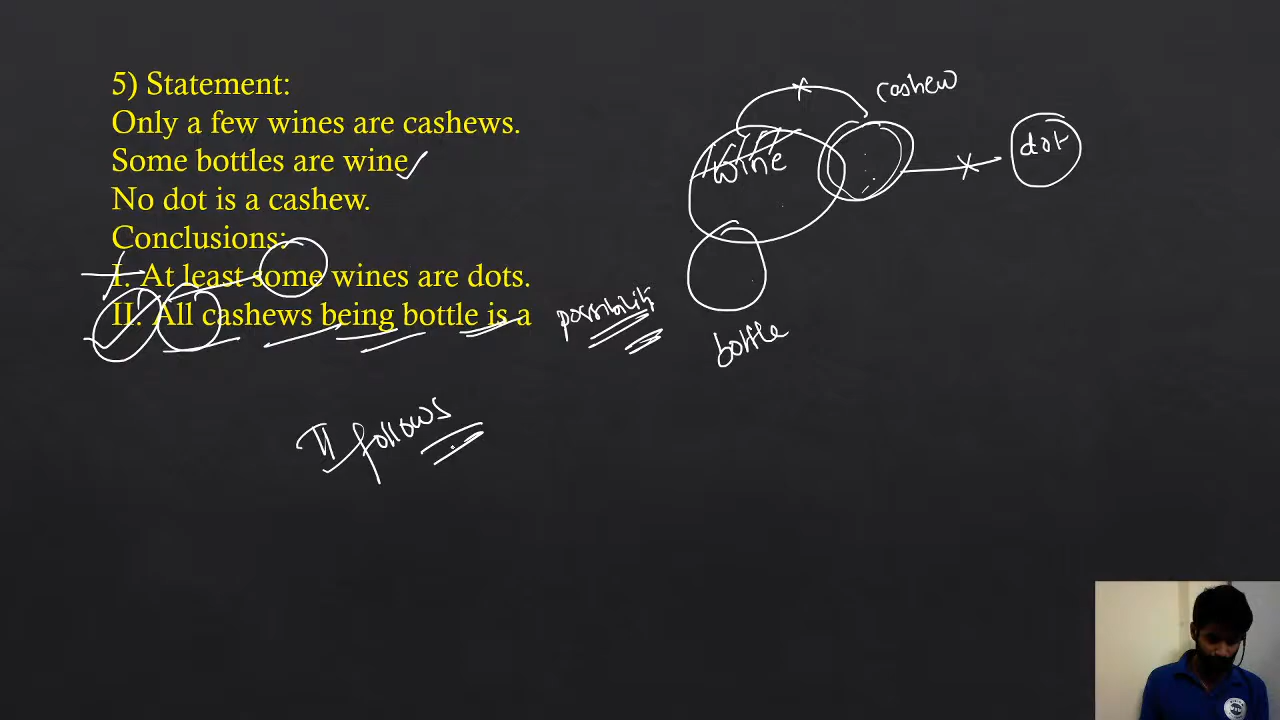 5) Statement:
Only a few wines are cashews.
Some bottles are wine
No dot is a cashew.
Conclusions:
I. At least some wines are dots.
II. All cashews being bottle is a possibilit
II follows
cashew
wine
dot
bottle